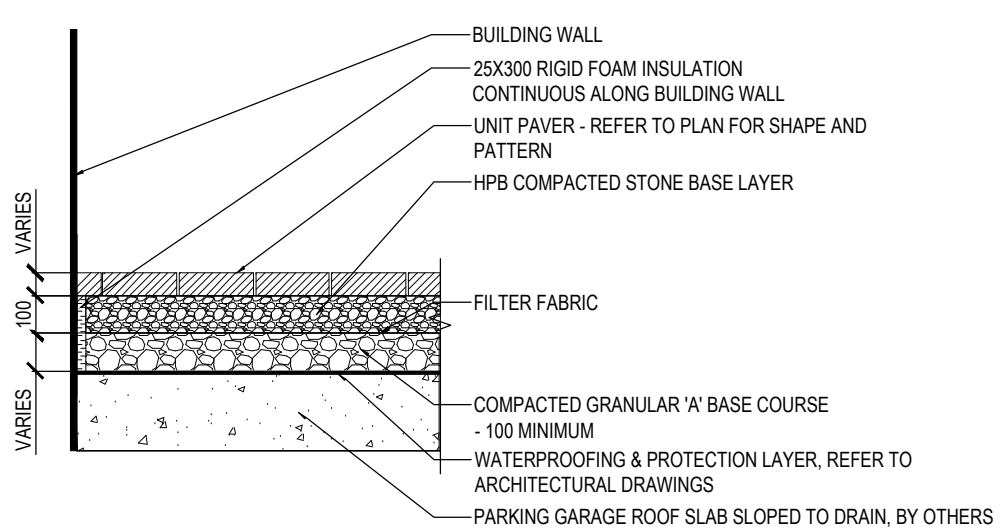 BUILDING WALL
25X300 RIGID FOAM INSULATION
CONTINUOUS ALONG BUILDING WALL
UNIT PAVER - REFER TO PLAN FOR SHAPE AND
PATTERN
HPB COMPACTED STONE BASE LAYER
VARIES
100
VARIES
FILTER FABRIC
COMPACTED GRANULAR 'A' BASE COURSE
- 100 MINIMUM
WATERPROOFING & PROTECTION LAYER, REFER TO
ARCHITECTURAL DRAWINGS
PARKING GARAGE ROOF SLAB SLOPED TO DRAIN, BY OTHERS